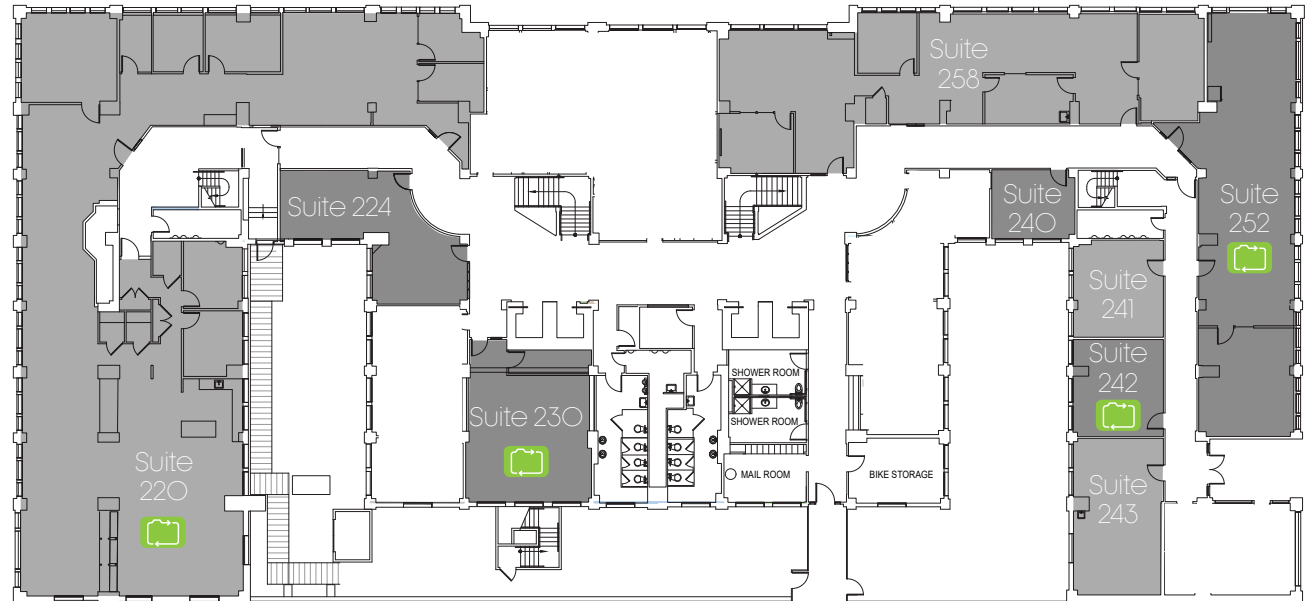 Suite
258
Suite 224
Suite
240
Suite
252
Suite
241
Suite
242
SHOWER ROOM
SHOWER ROOM
Suite 230
Suite
220
MAIL ROOM
BIKE STORAGE
Suite
243